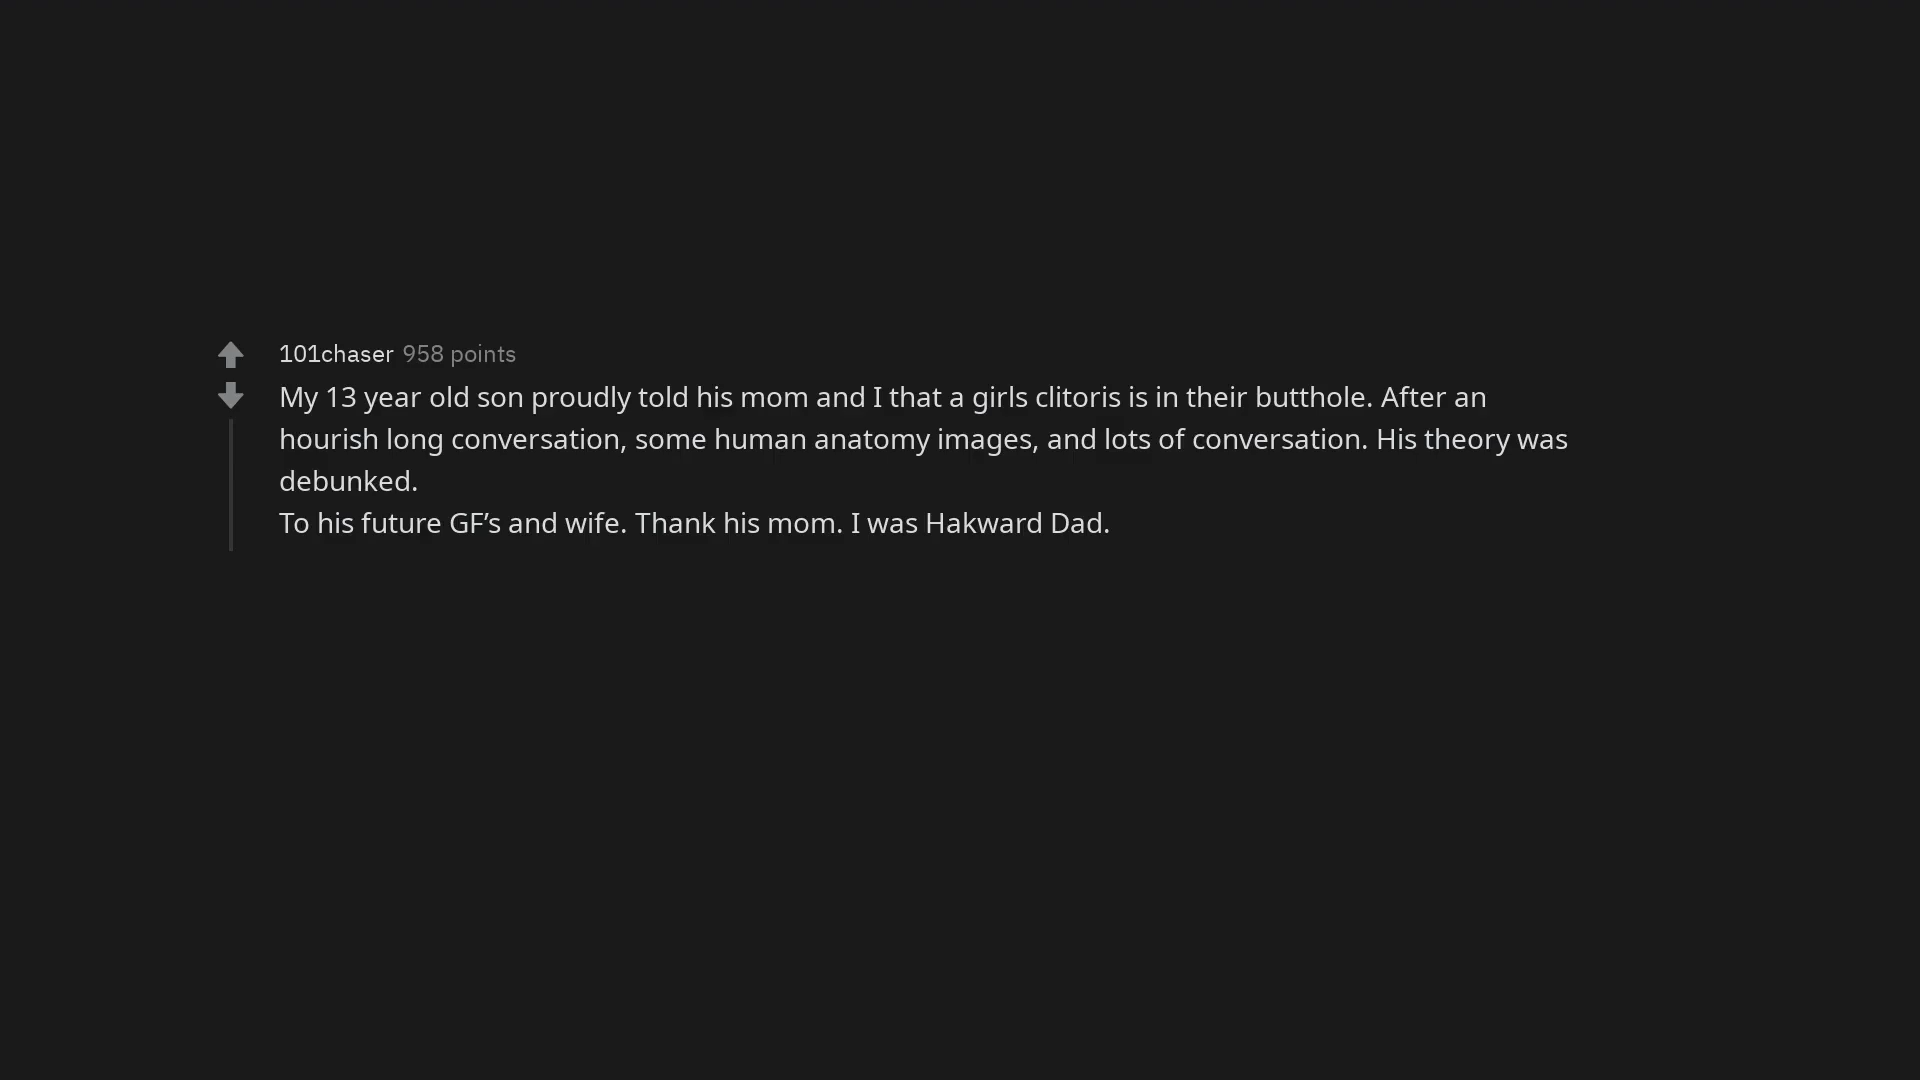 101chaser 958 points
My 13 year old son proudly told his mom and I that a girls clitoris is in their butthole. After an
hourish long conversation, some human anatomy images, and lots of conversation. His theory was
debunked.
To his future GF’s and wife. Thank his mom. I was Hakward Dad.